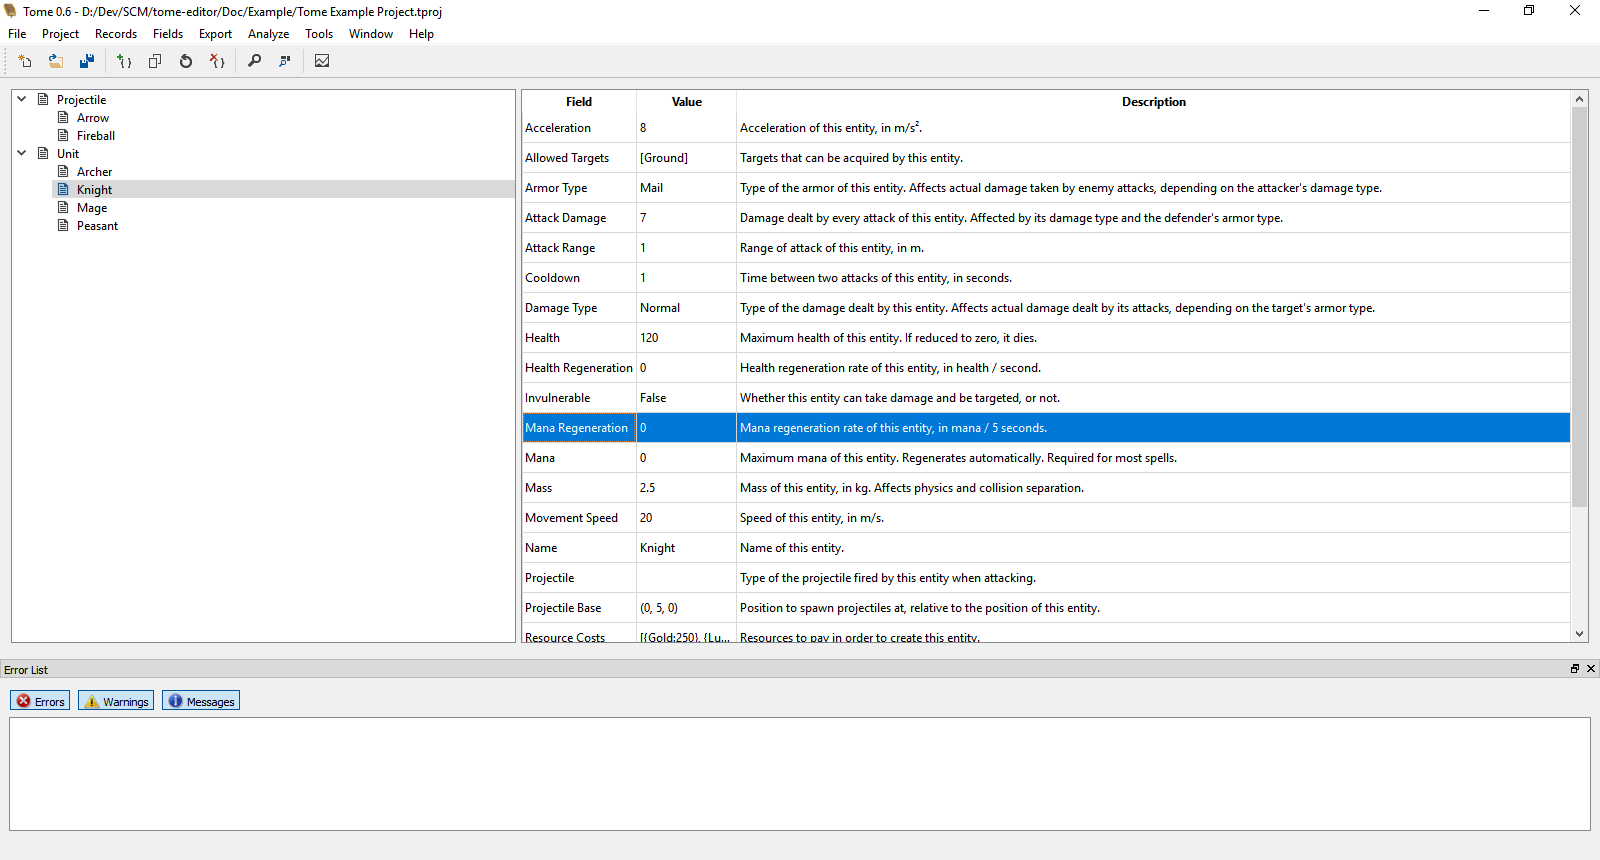 Tome 0.6 - D:/Dev/SCM/tome-editor/Doc/Example/Tome Example Project.tproj
File Project Records Fields Export Analyze Tools Window Help
Projectile
Arrow
Fireball
Unit
Archer
Knight
Mage
Peasant
Field Value Description
Acceleration 8 Acceleration of this entity, in m/s².
Allowed Targets [Ground] Targets that can be acquired by this entity.
Armor Type Mail Type of the armor of this entity. Affects actual damage taken by enemy attacks, depending on the attacker's damage type.
Attack Damage 7 Damage dealt by every attack of this entity. Affected by its damage type and the defender's armor type.
Attack Range 1 Range of attack of this entity, in m.
Cooldown 1 Time between two attacks of this entity, in seconds.
Damage Type Normal Type of the damage dealt by this entity. Affects actual damage dealt by its attacks, depending on the target's armor type.
Health 120 Maximum health of this entity. If reduced to zero, it dies.
Health Regeneration 0 Health regeneration rate of this entity, in health / second.
Invulnerable False Whether this entity can take damage and be targeted, or not.
Mana Regeneration 0 Mana regeneration rate of this entity, in mana / 5 seconds.
Mana 0 Maximum mana of this entity. Regenerates automatically. Required for most spells.
Mass 2.5 Mass of this entity, in kg. Affects physics and collision separation.
Movement Speed 20 Speed of this entity, in m/s.
Name Knight Name of this entity.
Projectile Type of the projectile fired by this entity when attacking.
Projectile Base (0, 5, 0) Position to spawn projectiles at, relative to the position of this entity.
Resource Costs [{Gold:250}, {Lu... Resources to pay in order to create this entity.
Error List
Errors Warnings Messages